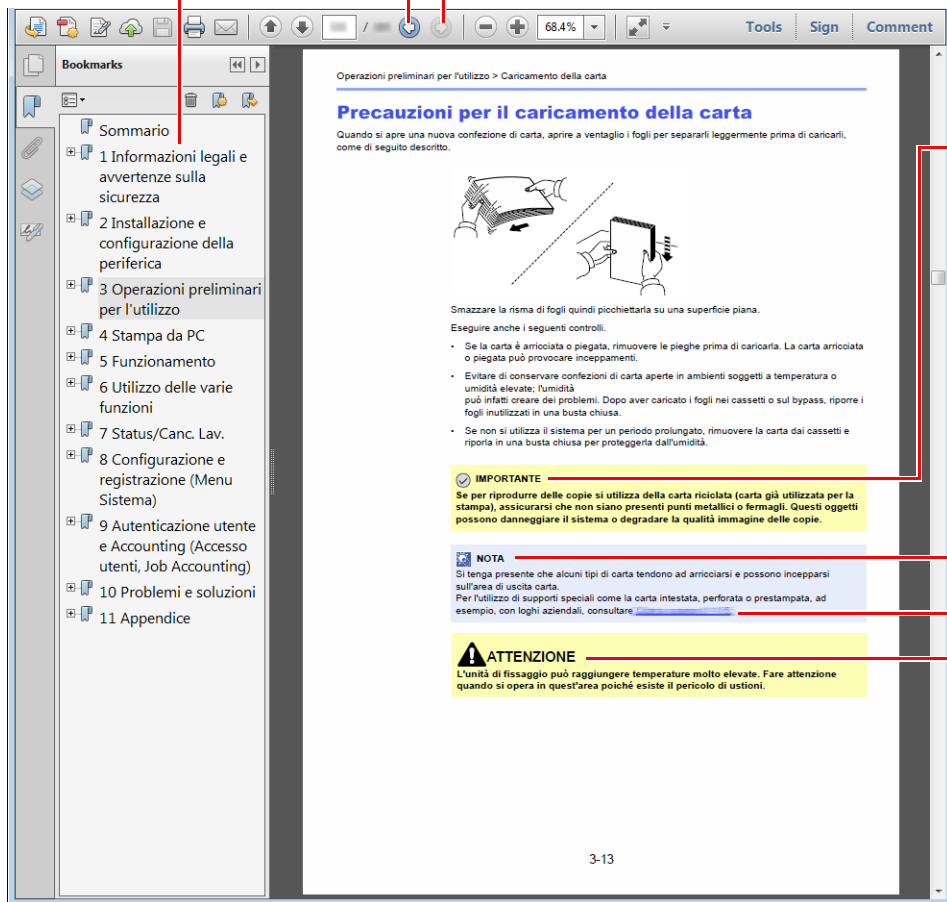 /
68.4%
Tools
Sign
Comment
Bookmarks
Sommario
1 Informazioni legali e
avvertenze sulla
sicurezza
2 Installazione e
configurazione della
periferica
3 Operazioni preliminari
per l'utilizzo
4 Stampa da PC
5 Funzionamento
6 Utilizzo delle varie
funzioni
7 Status/Canc. Lav.
8 Configurazione e
registrazione (Menu
Sistema)
9 Autenticazione utente
e Accounting (Accesso
utenti, Job Accounting)
10 Problemi e soluzioni
11 Appendice
Operazioni preliminari per l'utilizzo > Caricamento della carta
Precauzioni per il caricamento della carta
Quando si apre una nuova confezione di carta, aprire a ventaglio i fogli per separarli leggermente prima di caricarli,
come di seguito descritto.
Smazzare la risma di fogli quindi picchiettarla su una superficie piana.
Eseguire anche i seguenti controlli.
• Se la carta è arricciata o piegata, rimuovere le pieghe prima di caricarla. La carta arricciata
o piegata può provocare inceppamenti.
• Evitare di conservare confezioni di carta aperte in ambienti soggetti a temperatura o
umidità elevate; l'umidità
può infatti creare dei problemi. Dopo aver caricato i fogli nei cassetti o sul bypass, riporre i
fogli inutilizzati in una busta chiusa.
• Se non si utilizza il sistema per un periodo prolungato, rimuovere la carta dai cassetti e
riporla in una busta chiusa per proteggerla dall'umidità.
IMPORTANTE
Se per riprodurre delle copie si utilizza della carta riciclata (carta già utilizzata per la
stampa), assicurarsi che non siano presenti punti metallici o fermagli. Questi oggetti
possono danneggiare il sistema o degradare la qualità immagine delle copie.
NOTA
Si tenga presente che alcuni tipi di carta tendono ad arricciarsi e possono incepparsi
sull'area di uscita carta.
Per l'utilizzo di supporti speciali come la carta intestata, perforata o prestampata, ad
esempio, con loghi aziendali, consultare
ATTENZIONE
L'unità di fissaggio può raggiungere temperature molto elevate. Fare attenzione
quando si opera in quest'area poiché esiste il pericolo di ustioni.
3-13